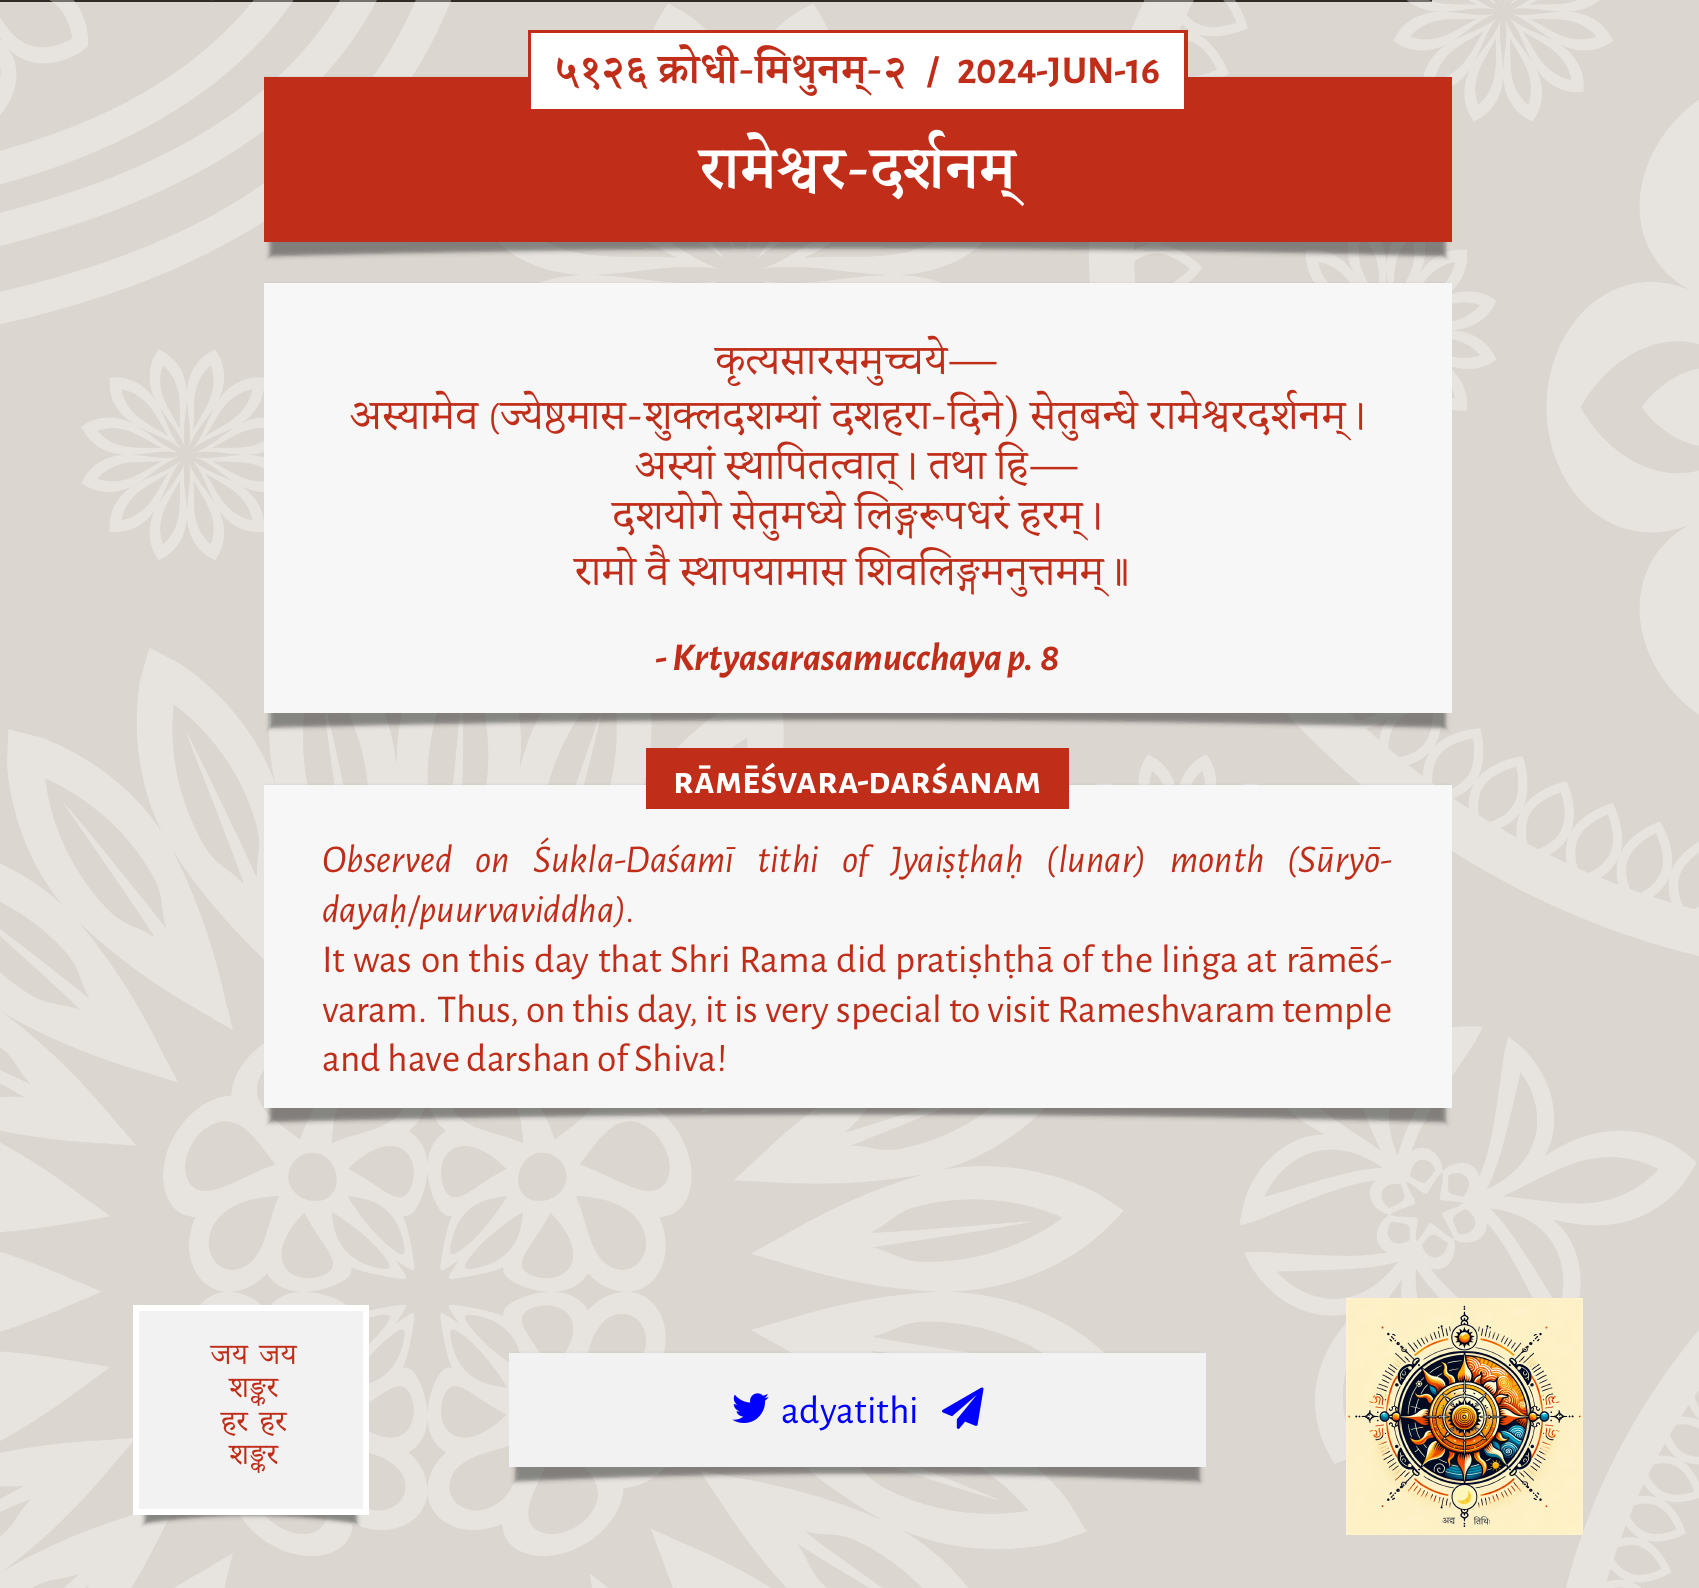 ५१२६ क्रोधी-मिथुनम्-२ / 2024-JUN-16
रामेश्वर-दर्शनम्
कृत्यसारसमुच्चये—
अस्यामेव (ज्येष्ठमास-शुक्लदशम्यां दशहरा-दिने) सेतुबन्धे रामेश्वरदर्शनम्।
अस्यां स्थापितत्वात्। तथा हि—
दशयोगे सेतुमध्ये लिङ्गरूपधरं हरम्।
रामो वै स्थापयामास शिवलिङ्गमनुत्तमम्॥
- Krtyasarasamucchaya p. 8
RĀMĒŚVARA-DARŚANAM
Observed on Śukla-Daśamī tithi of Jyaiṣṭhaḥ (lunar) month (Sūryō-
dayaḥ/puurvaviddha).
It was on this day that Shri Rama did pratiṣhṭhā of the liṅga at rāmēś-
varam. Thus, on this day, it is very special to visit Rameshvaram temple
and have darshan of Shiva!
जय जय
शङ्कर
हर हर
शङ्कर
adyatithi
अद्य तिथिः